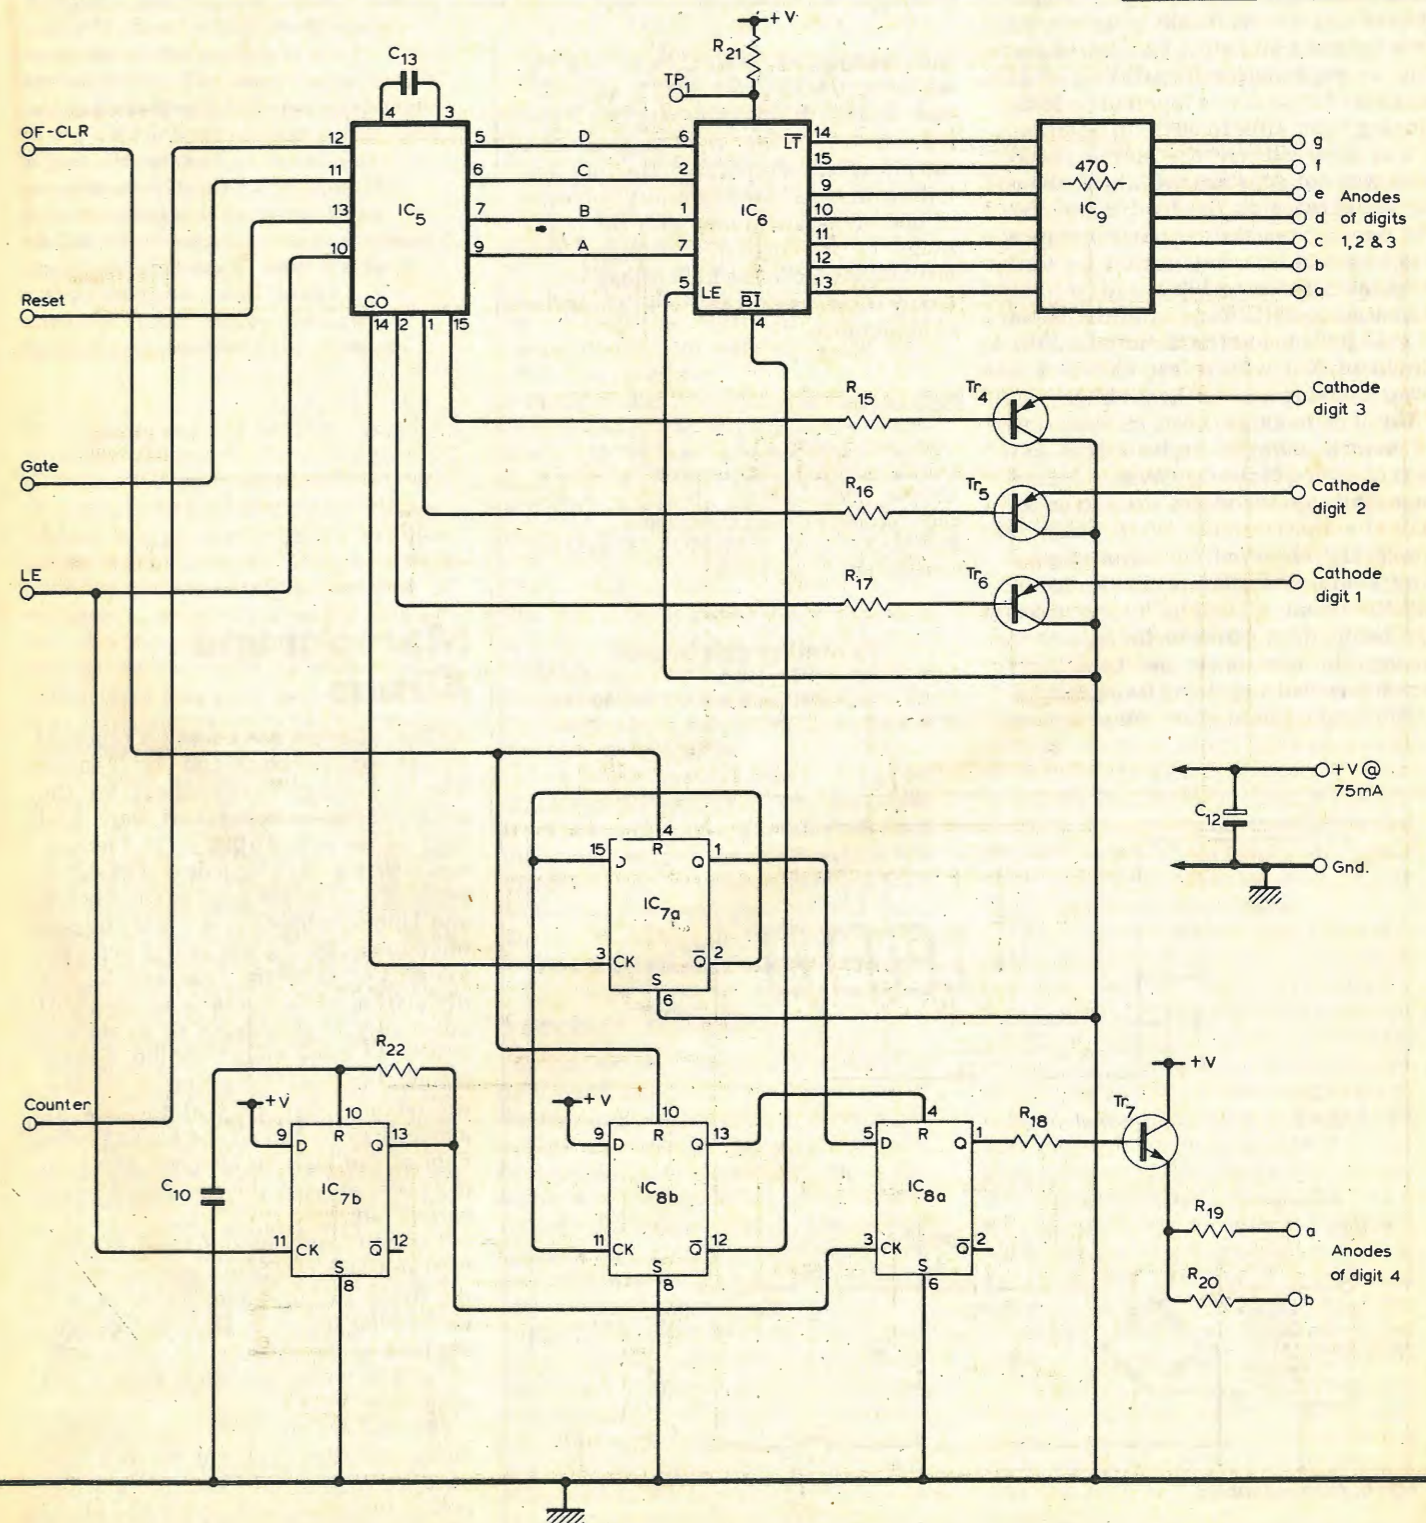 +V
R21
C13
TP1
4 3
OF-CLR
12
11
13
10
IC5
5
6
7
9
D
C
B
A
CO
14 2 1 15
6
2
1
7
5
LT
IC6
LE
BI
4
14
15
9
10
11
12
13
470
IC9
g
f
e
d
c
b
a
Anodes
of digits
1,2 & 3
Reset
Gate
LE
R15
Tr4
Cathode
digit 3
R16
Tr5
Cathode
digit 2
R17
Tr6
Cathode
digit 1
+V @
75mA
C12
Gnd.
4
15 R Q 1
IC7a
3 CK Q̅ 2
S
6
Counter
R22
+V
10
9 D R Q 13
IC7b
C10
11 CK Q̅ 12
S
8
+V
10
9 D R Q 13
IC8b
11 CK Q̅ 12
S
8
4
5 D R Q 1
IC8a
3 CK Q̅ 2
S
6
R18
Tr7
+V
R19
a
R20
b
Anodes
of digit 4